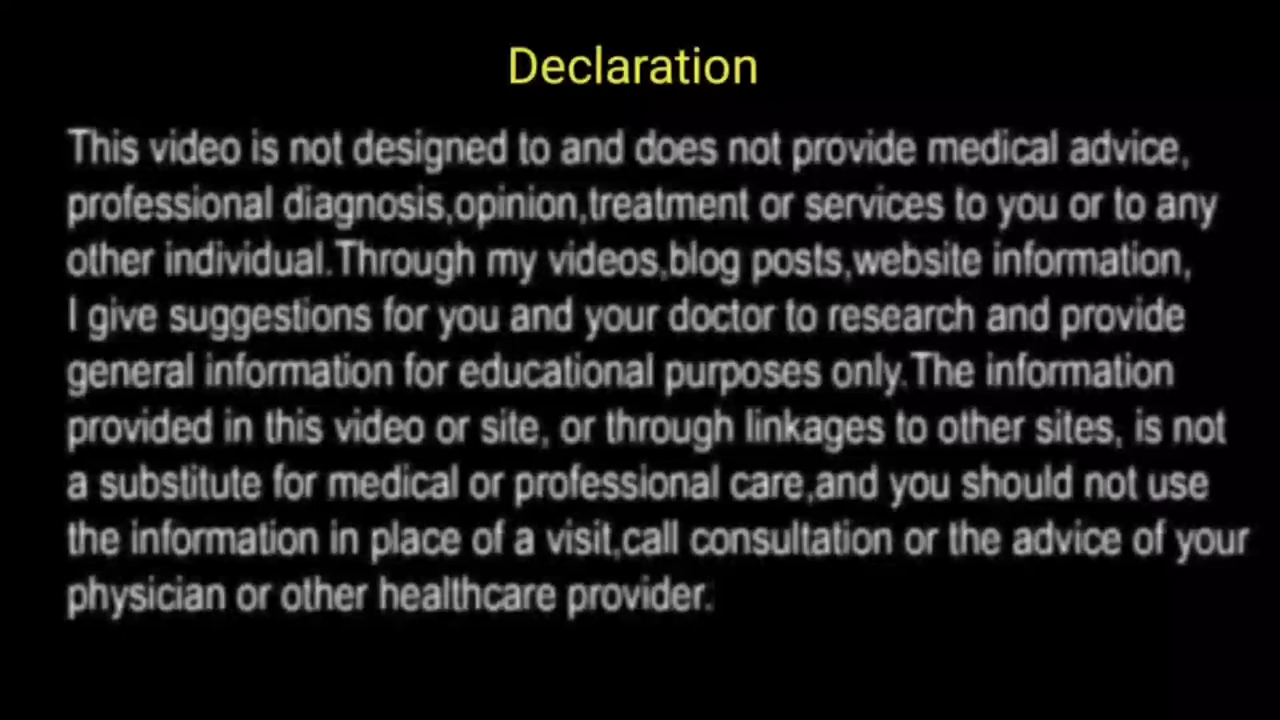 Declaration
This video is not designed to and does not provide medical advice,
professional diagnosis,opinion,treatment or services to you or to any
other individual.Through my videos,blog posts,website information,
I give suggestions for you and your doctor to research and provide
general information for educational purposes only.The information
provided in this video or site, or through linkages to other sites, is not
a substitute for medical or professional care,and you should not use
the information in place of a visit,call consultation or the advice of your
physician or other healthcare provider.